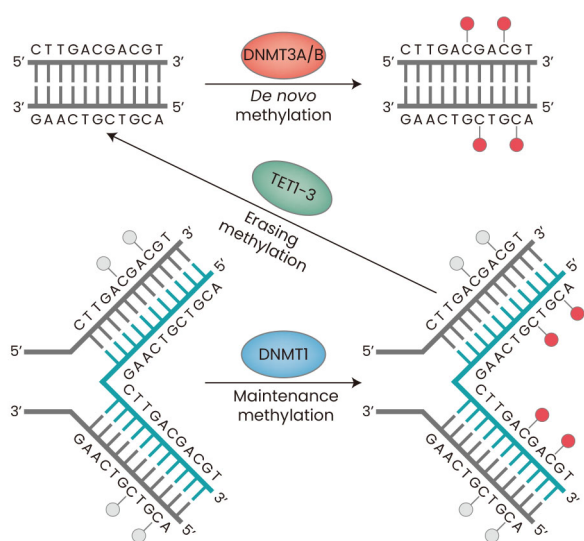 CTTGACGACGT
5′ 3′
3′ 5′
GAACTGCTGCA
DNMT3A/B
De novo
methylation
CTTGACGACGT
5′ 3′
3′ 5′
GAACTGCTGCA
TET1-3
Erasing
methylation
CTTGACGACGT
3′
5′
GAACTGCTGCA
5′
3′
CTTGACGACGT
3′
5′
GAACTGCTGCA
DNMT1
Maintenance
methylation
CTTGACGACGT
3′
5′
GAACTGCTGCA
5′
3′
CTTGACGACGT
3′
5′
GAACTGCTGCA